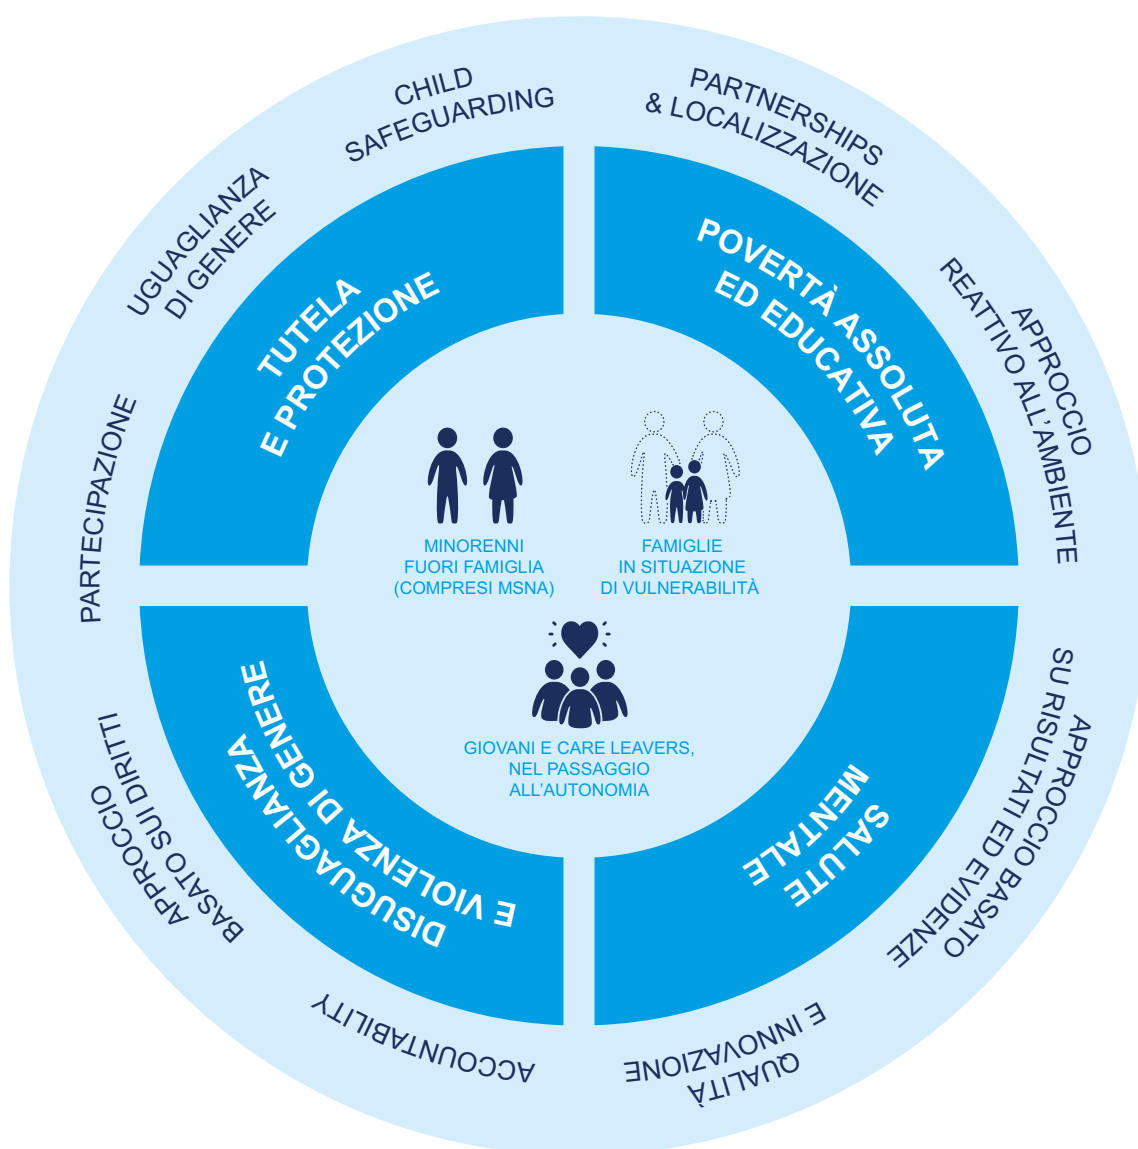 CHILD
SAFEGUARDING
PARTNERSHIPS
& LOCALIZZAZIONE
APPROCCIO
REATTIVO ALL'AMBIENTE
APPROCCCIO BASATO
SU RISULTATI ED EVIDENZE
QUALITÀ
E INNOVAZIONE
ACCOUNTABILITY
APPROCCIO
BASATO SUI DIRITTI
PARTECIPAZIONE
UGUAGLIANZA
DI GENERE
TUTELA
E PROTEZIONE
POVERTÀ ASSOLUTA
ED EDUCATIVA
SALUTE
MENTALE
DISUGUAGLIANZA
E VIOLENZA DI GENERE
MINORENNI
FUORI FAMIGLIA
(COMPRESI MSNA)
FAMIGLIE
IN SITUAZIONE
DI VULNERABILITÀ
GIOVANI E CARE LEAVERS,
NEL PASSAGGIO
ALL'AUTONOMIA